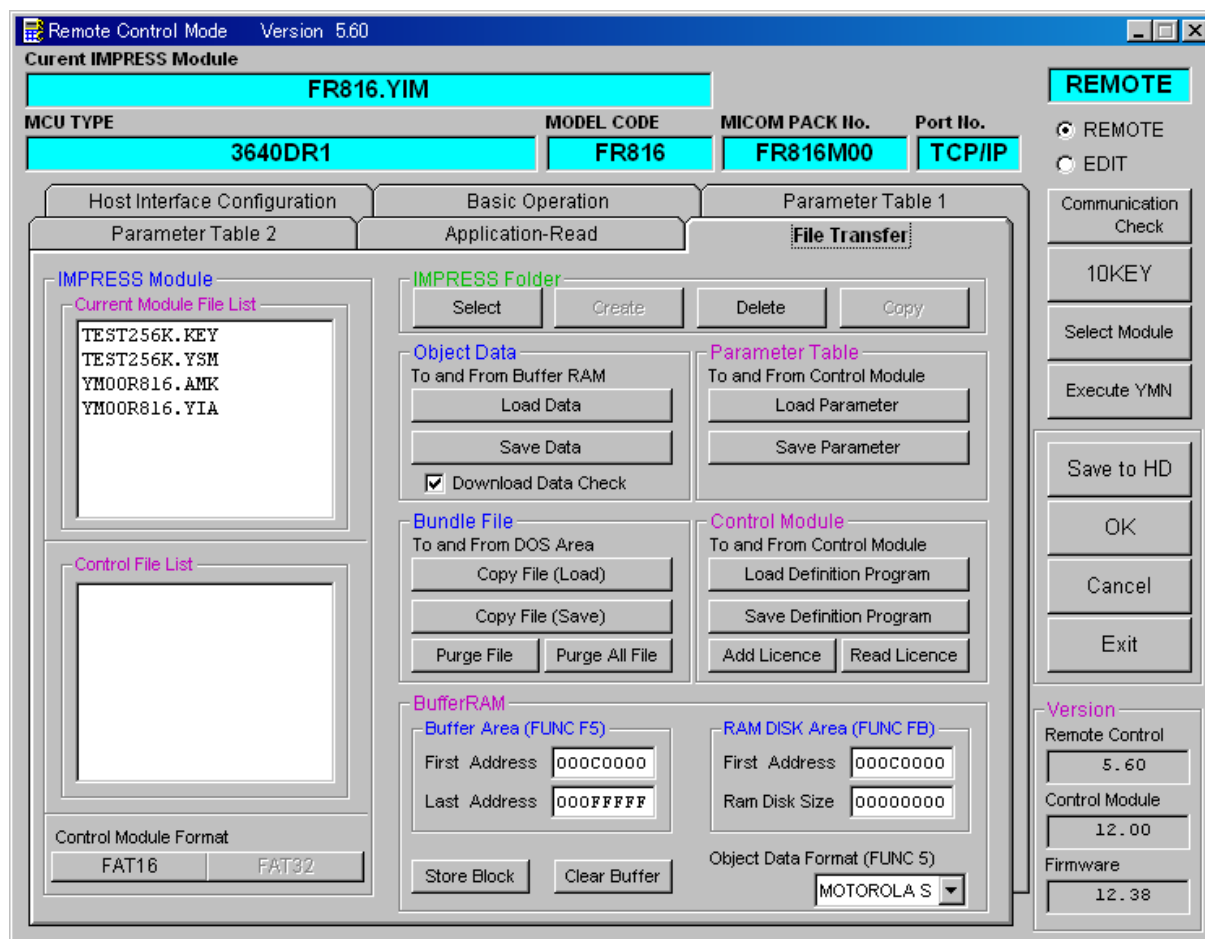 Remote Control Mode Version 5.60
Curent IMPRESS Module
FR816.YIM
REMOTE
MCU TYPE MODEL CODE MICOM PACK No. Port No.
3640DR1 FR816 FR816M00 TCP/IP
REMOTE
EDIT
Host Interface Configuration Basic Operation Parameter Table 1
Parameter Table 2 Application-Read File Transfer
IMPRESS Module
Current Module File List
TEST256K.KEY
TEST256K.YSM
YM00R816.AMK
YM00R816.YIA
Control File List
Control Module Format
FAT16 FAT32
IMPRESS Folder
Select Create Delete Copy
Object Data
To and From Buffer RAM
Load Data
Save Data
Download Data Check
Parameter Table
To and From Control Module
Load Parameter
Save Parameter
Bundle File
To and From DOS Area
Copy File (Load)
Copy File (Save)
Purge File Purge All File
Control Module
To and From Control Module
Load Definition Program
Save Definition Program
Add Licence Read Licence
BufferRAM
Buffer Area (FUNC F5)
First Address 000C0000
Last Address 000FFFFF
RAM DISK Area (FUNC FB)
First Address 000C0000
Ram Disk Size 00000000
Store Block Clear Buffer
Object Data Format (FUNC 5)
MOTOROLA S
Communication
Check
10KEY
Select Module
Execute YMN
Save to HD
OK
Cancel
Exit
Version
Remote Control
5.60
Control Module
12.00
Firmware
12.38